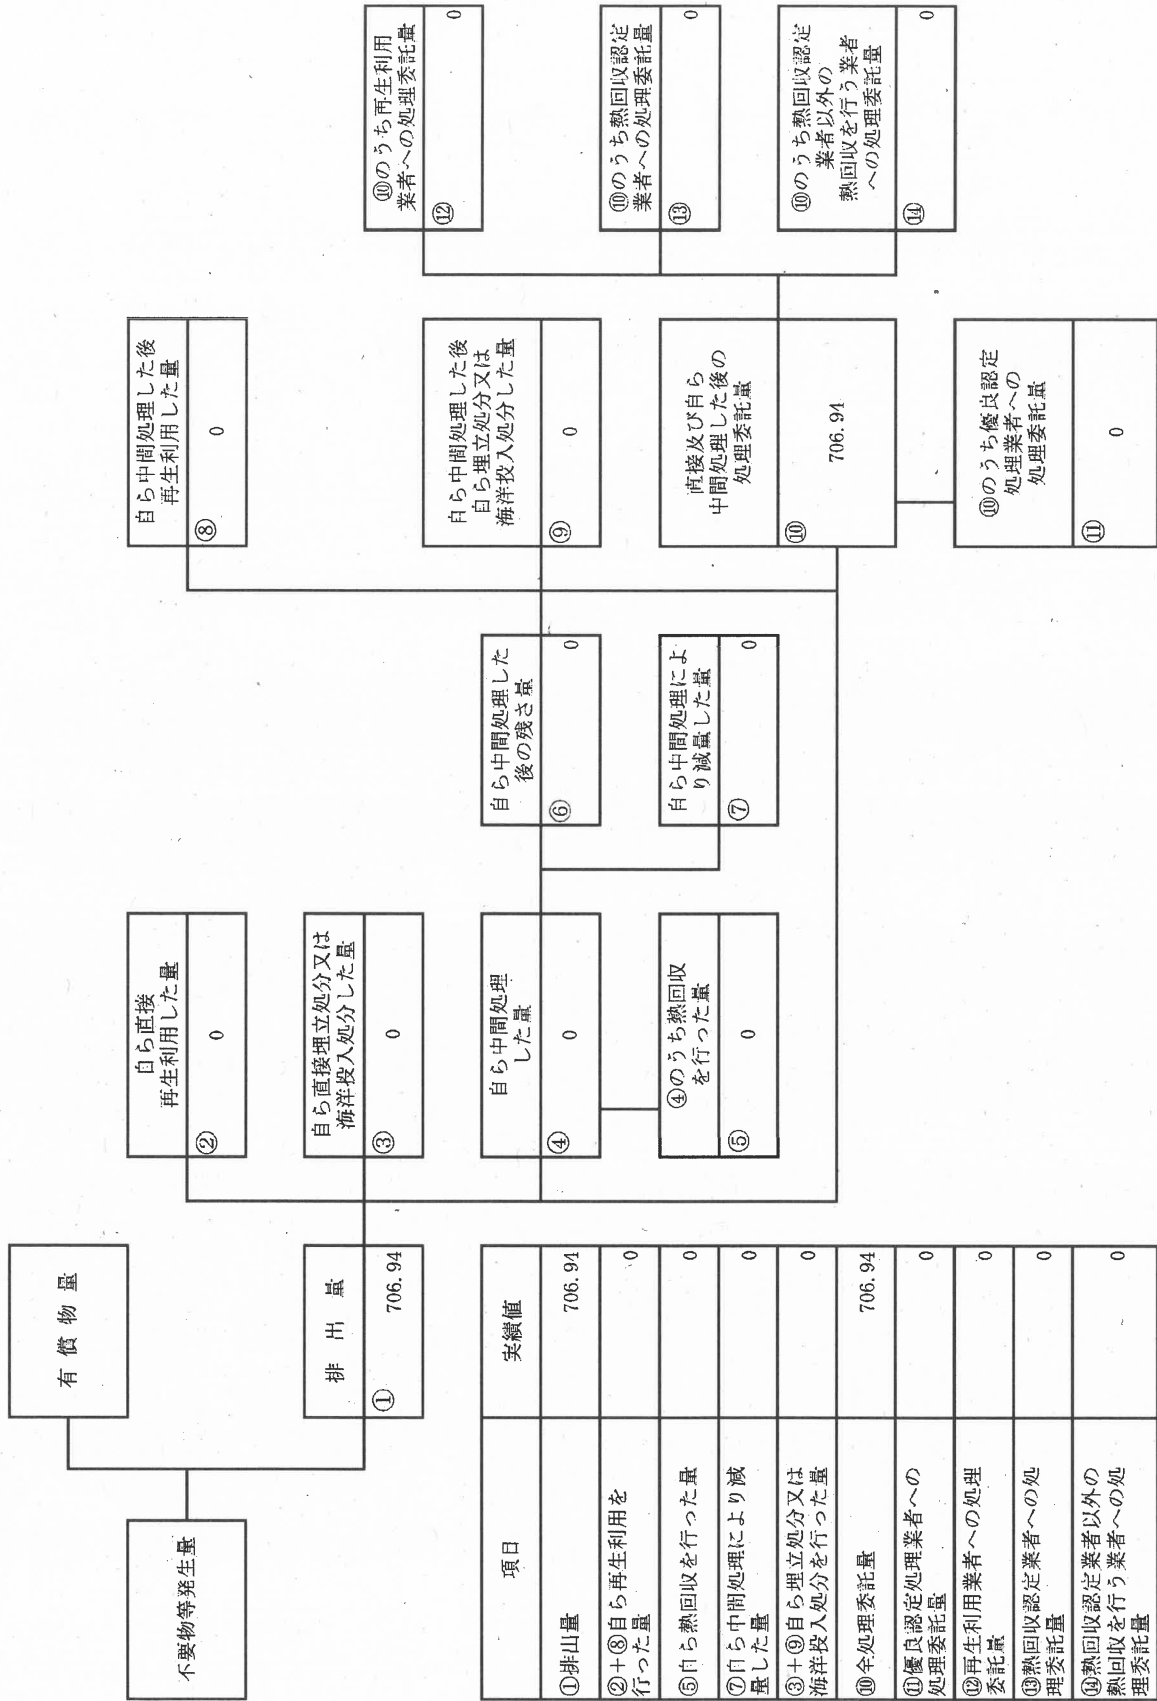 不要物等発生量
有償物量
排出量
① 706.94
自ら直接
再生利用した量
② 0
自ら直接埋立処分又は
海洋投入処分した量
③ 0
自ら中間処理
した量
④ 0
④のうち熱回収
を行った量
⑤ 0
自ら中間処理した
後の残さ量
⑥ 0
自ら中間処理によ
り減量した量
⑦ 0
自ら中間処理した後
再生利用した量
⑧ 0
自ら中間処理した後
自ら埋立処分又は
海洋投入処分した量
⑨ 0
直接及び自ら
中間処理した後の
処理委託量
⑩ 706.94
⑩のうち優良認定
処理業者への
処理委託量
⑪ 0
⑩のうち再生利用
業者への処理委託量
⑫ 0
⑩のうち熱回収認定
業者への処理委託量
⑬ 0
⑩のうち熱回収認定
業者以外の
熱回収を行う業者
への処理委託量
⑭ 0
項目 実績値
①排出量 706.94
②+⑧自ら再生利用を
行った量 0
⑤自ら熱回収を行った量 0
⑦自ら中間処理により減
量した量 0
③+⑨自ら埋立処分又は
海洋投入処分を行った量 0
⑩全処理委託量 706.94
⑪優良認定処理業者への
処理委託量 0
⑫再生利用業者への処理
委託量 0
⑬熱回収認定業者への処
理委託量 0
⑭熱回収認定業者以外の
熱回収を行う業者への処
理委託量 0